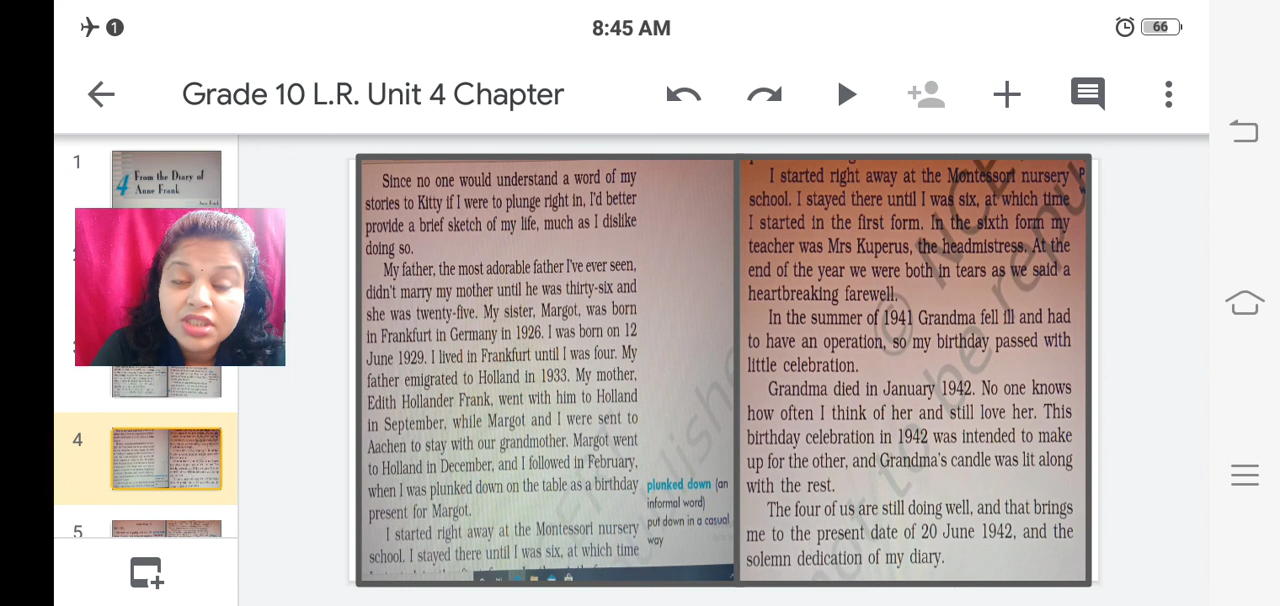 1
8:45 AM
66
Grade 10 L.R. Unit 4 Chapter
1
4 From the Diary of
Anne Frank
4
5
Since no one would understand a word of my
stories to Kitty if I were to plunge right in, I'd better
provide a brief sketch of my life, much as I dislike
doing so.
My father, the most adorable father I've ever seen,
didn't marry my mother until he was thirty-six and
she was twenty-five. My sister, Margot, was born
in Frankfurt in Germany in 1926. I was born on 12
June 1929. I lived in Frankfurt until I was four. My
father emigrated to Holland in 1933. My mother,
Edith Hollander Frank, went with him to Holland
in September, while Margot and I were sent to
Aachen to stay with our grandmother. Margot went
to Holland in December, and I followed in February,
when I was plunked down on the table as a birthday
present for Margot.
I started right away at the Montessori nursery
school. I stayed there until I was six, at which time
plunked down (an
informal word)
put down in a casual
way
I started right away at the Montessori nursery
school. I stayed there until I was six, at which time
I started in the first form. In the sixth form my
teacher was Mrs Kuperus, the headmistress. At the
end of the year we were both in tears as we said a
heartbreaking farewell.
In the summer of 1941 Grandma fell ill and had
to have an operation, so my birthday passed with
little celebration.
Grandma died in January 1942. No one knows
how often I think of her and still love her. This
birthday celebration in 1942 was intended to make
up for the other, and Grandma's candle was lit along
with the rest.
The four of us are still doing well, and that brings
me to the present date of 20 June 1942, and the
solemn dedication of my diary.